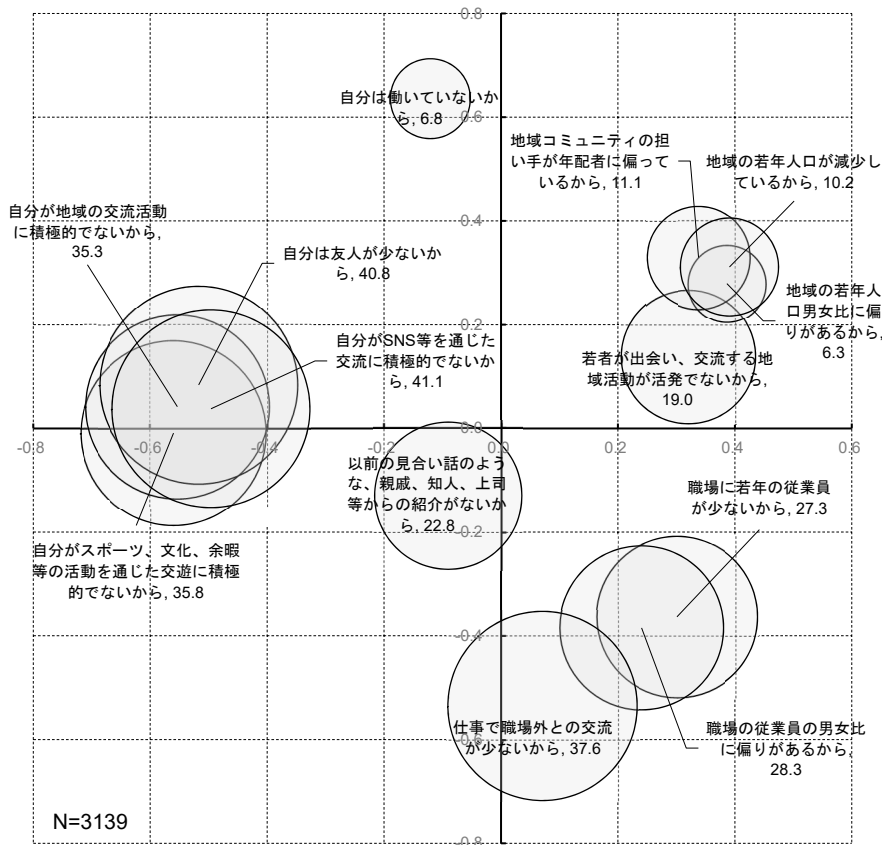 0.8
自分は働いていないか
ら, 6.8
0.6
地域コミュニティの担
い手が年配者に偏って
いるから, 11.1
地域の若年人口が減少し
ているから, 10.2
自分が地域の交流活動
に積極的でないから,
35.3
0.4
自分は友人が少ないか
ら, 40.8
地域の若年人
口男女比に偏
りがあるから,
6.3
自分がSNS等を通じた
交流に積極的でないか
ら, 41.1
0.2
若者が出会い、交流する地
域活動が活発でないから,
19.0
0.0
-0.8
-0.6
-0.4
-0.2
0.0
0.2
0.4
0.6
以前の見合い話のよう
な、親戚、知人、上司
等からの紹介がないか
ら, 22.8
-0.2
職場に若年の従業員
が少ないから, 27.3
自分がスポーツ、文化、余暇
等の活動を通じた交遊に積極
的でないから, 35.8
-0.4
仕事で職場外との交流
が少ないから, 37.6
-0.6
職場の従業員の男女比
に偏りがあるから,
28.3
N=3139
-0.8